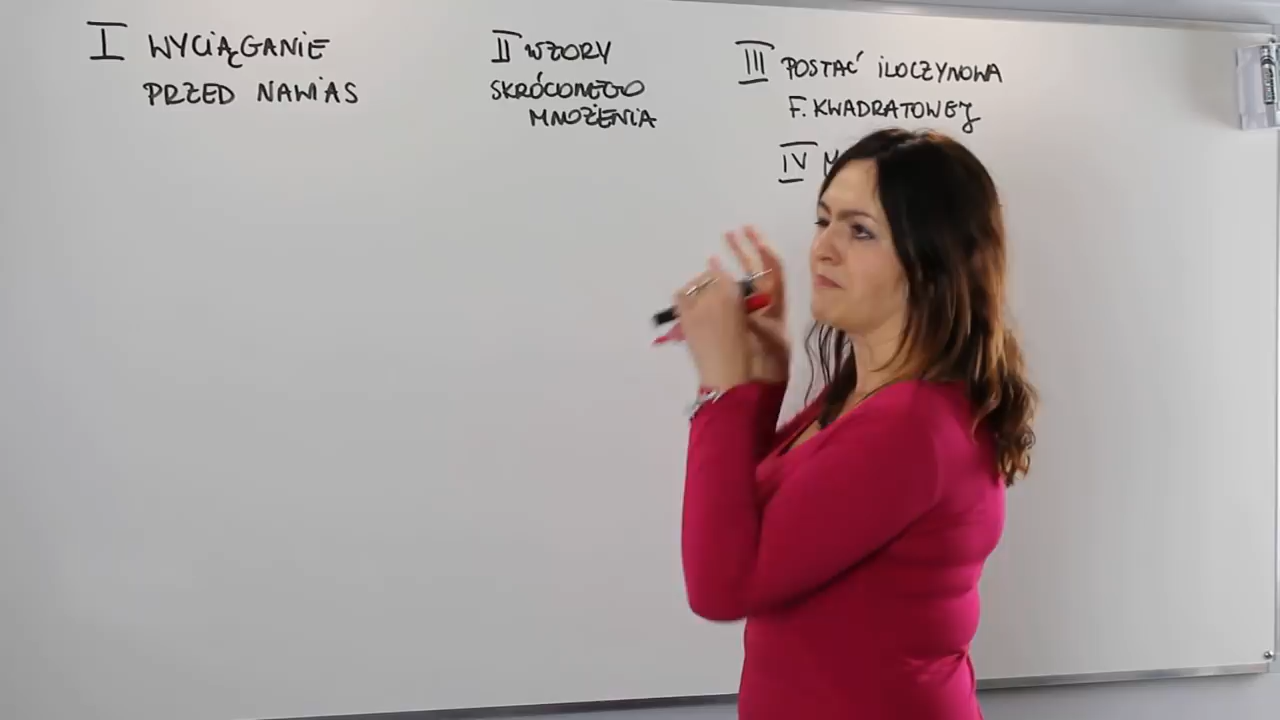 I WYCIĄGANIE
PRZED NAWIAS
II WZORY
SKRÓCONEGO
MNOŻENIA
III POSTAĆ ILOCZYNOWA
F. KWADRATOWEJ
IV